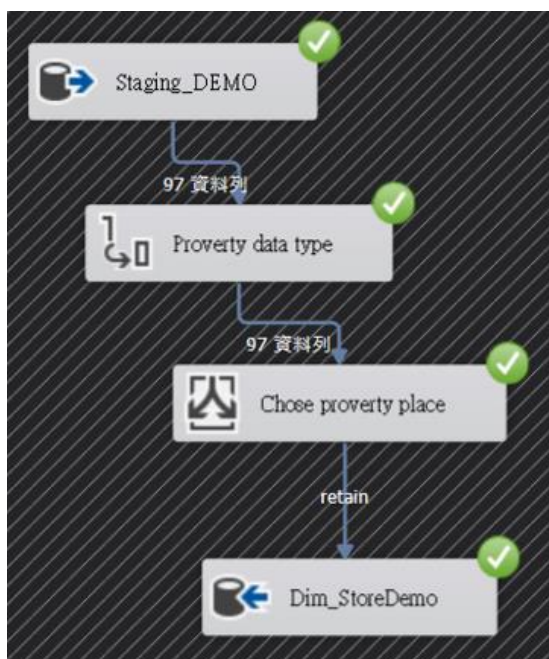 Staging_DEMO
97 資料列
Proverty data type
97 資料列
Chose proverty place
retain
Dim_StoreDemo